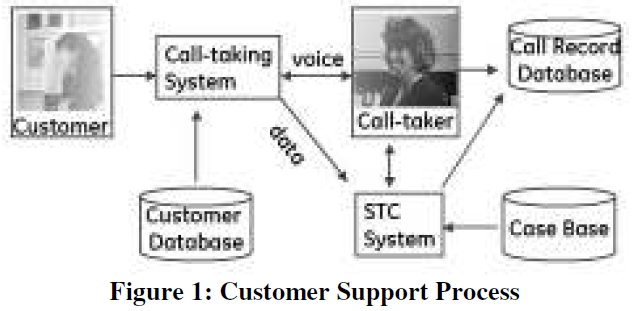 Customer
Call-taking
System
voice
Call-taker
Call Record
Database
data
Customer
Database
STC
System
Case Base
Figure 1: Customer Support Process